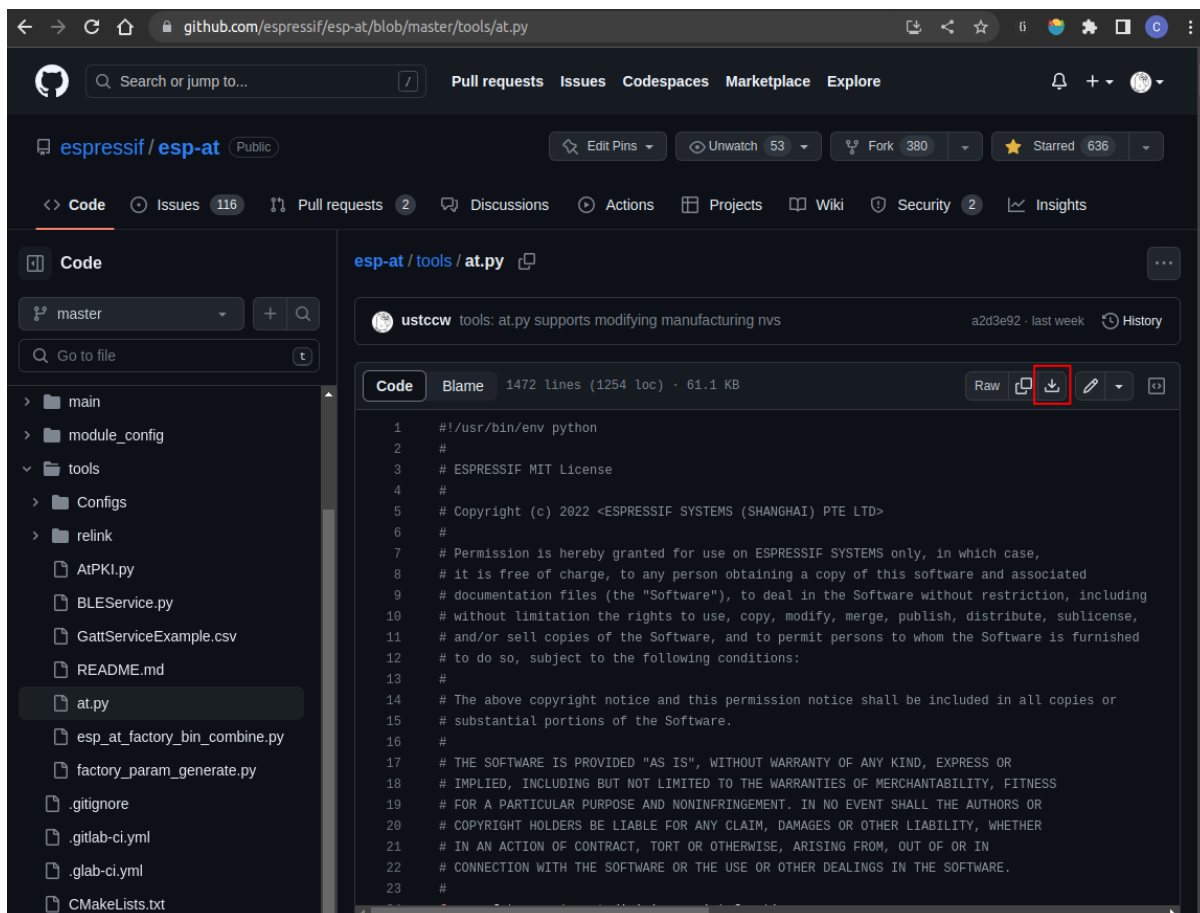 github.com/espressif/esp-at/blob/master/tools/at.py
C
Search or jump to... /
Pull requests Issues Codespaces Marketplace Explore
espressif / esp-at Public
Edit Pins
Unwatch 53
Fork 380
Starred 636
Code
Issues 116
Pull requests 2
Discussions
Actions
Projects
Wiki
Security 2
Insights
Code
master
Go to file t
main
module_config
tools
Configs
relink
AtPKI.py
BLEService.py
GattServiceExample.csv
README.md
at.py
esp_at_factory_bin_combine.py
factory_param_generate.py
.gitignore
.gitlab-ci.yml
.glab-ci.yml
CMakeLists.txt
esp-at / tools / at.py
ustccw tools: at.py supports modifying manufacturing nvs a2d3e92 · last week History
Code Blame 1472 lines (1254 loc) · 61.1 KB Raw
1 #!/usr/bin/env python
2 #
3 # ESPRESSIF MIT License
4 #
5 # Copyright (c) 2022 <ESPRESSIF SYSTEMS (SHANGHAI) PTE LTD>
6 #
7 # Permission is hereby granted for use on ESPRESSIF SYSTEMS only, in which case,
8 # it is free of charge, to any person obtaining a copy of this software and associated
9 # documentation files (the "Software"), to deal in the Software without restriction, including
10 # without limitation the rights to use, copy, modify, merge, publish, distribute, sublicense,
11 # and/or sell copies of the Software, and to permit persons to whom the Software is furnished
12 # to do so, subject to the following conditions:
13 #
14 # The above copyright notice and this permission notice shall be included in all copies or
15 # substantial portions of the Software.
16 #
17 # THE SOFTWARE IS PROVIDED "AS IS", WITHOUT WARRANTY OF ANY KIND, EXPRESS OR
18 # IMPLIED, INCLUDING BUT NOT LIMITED TO THE WARRANTIES OF MERCHANTABILITY, FITNESS
19 # FOR A PARTICULAR PURPOSE AND NONINFRINGEMENT. IN NO EVENT SHALL THE AUTHORS OR
20 # COPYRIGHT HOLDERS BE LIABLE FOR ANY CLAIM, DAMAGES OR OTHER LIABILITY, WHETHER
21 # IN AN ACTION OF CONTRACT, TORT OR OTHERWISE, ARISING FROM, OUT OF OR IN
22 # CONNECTION WITH THE SOFTWARE OR THE USE OR OTHER DEALINGS IN THE SOFTWARE.
23 #